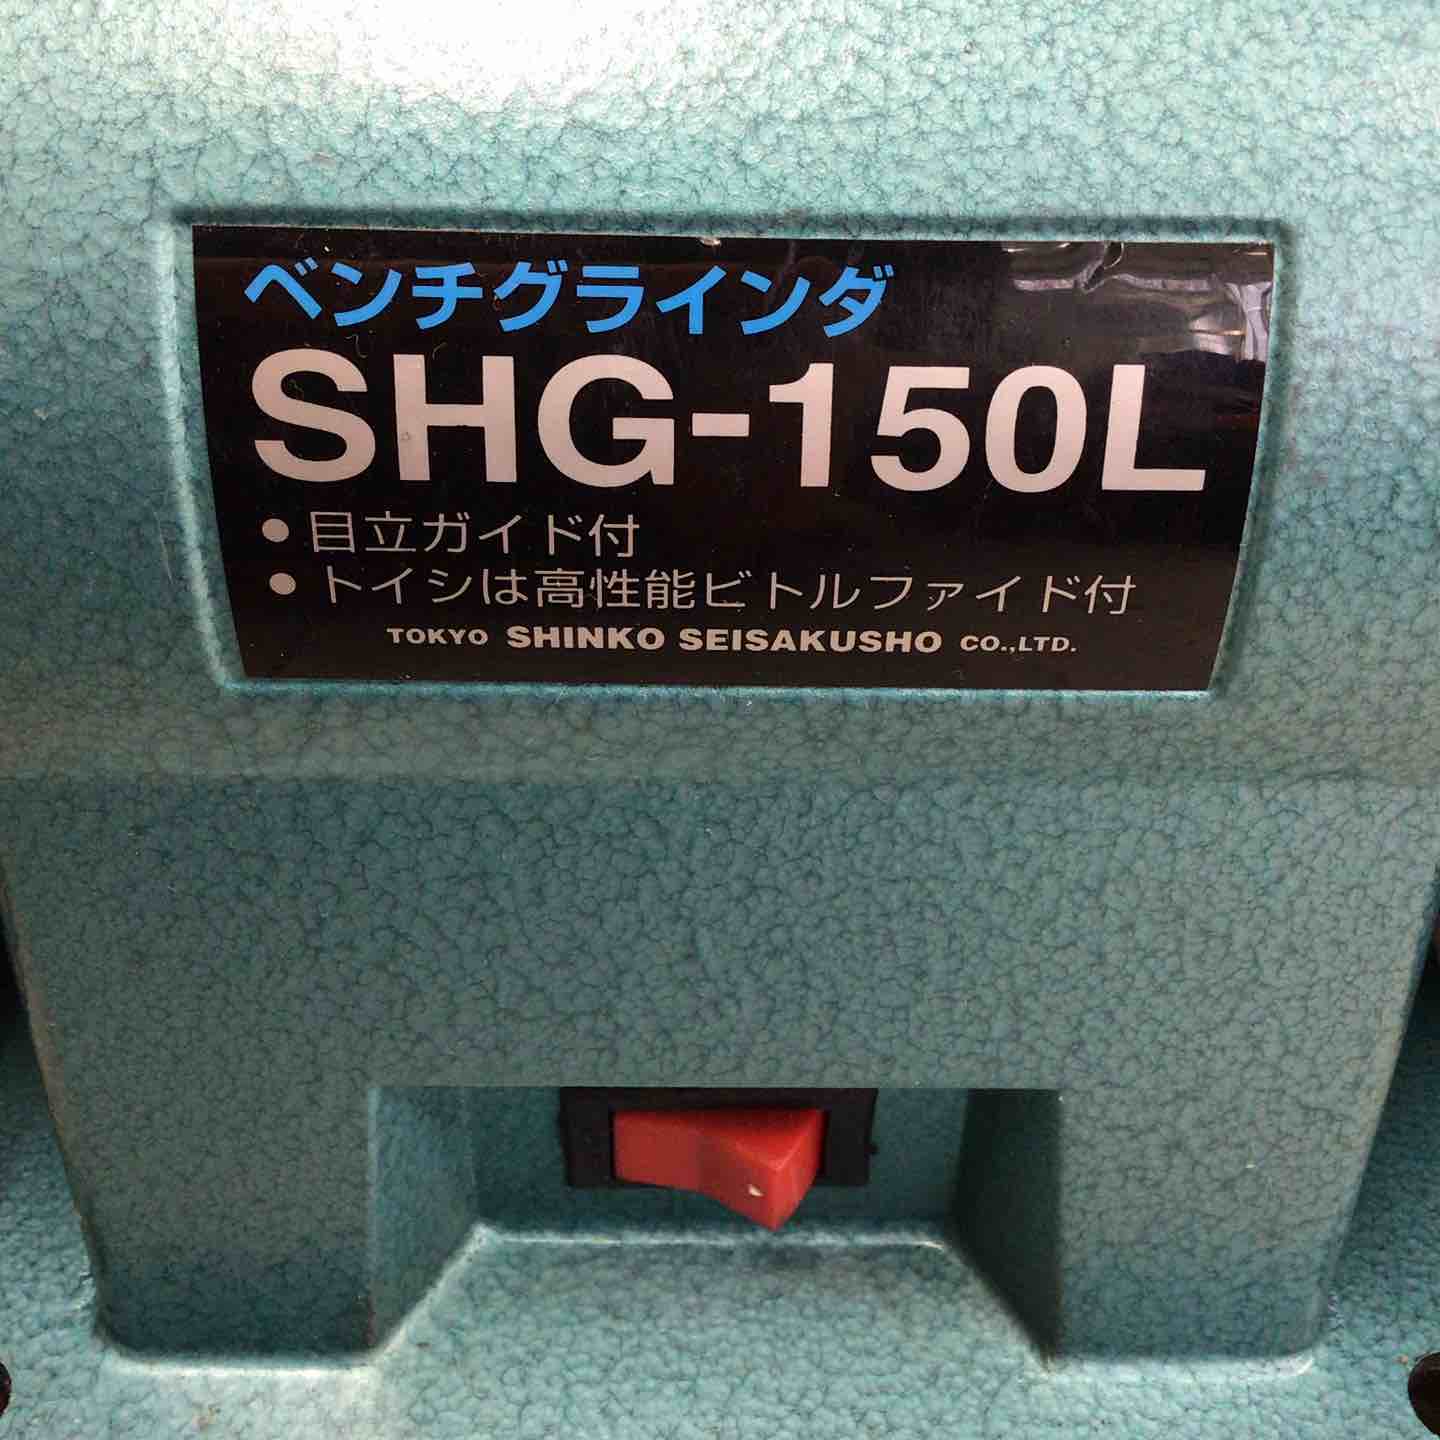 ベンチグラインダ
SHG-150L
● 目立ガイド付
● トイシは高性能ビトルファイド付
TOKYO SHINKO SEISAKUSHO CO.,LTD.